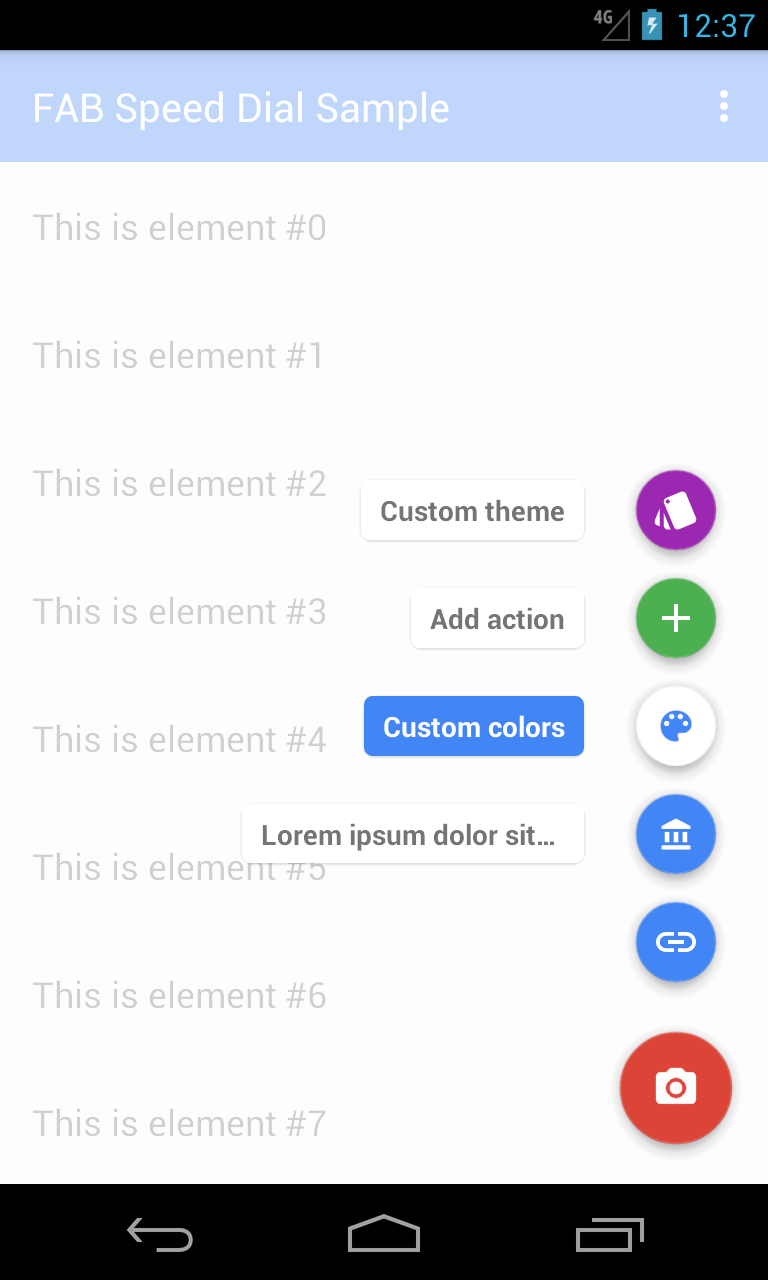 4G 12:37
FAB Speed Dial Sample
This is element #0
This is element #1
This is element #2
Custom theme
This is element #3
Add action
This is element #4
Custom colors
Lorem ipsum dolor sit...
This is element #5
This is element #6
This is element #7